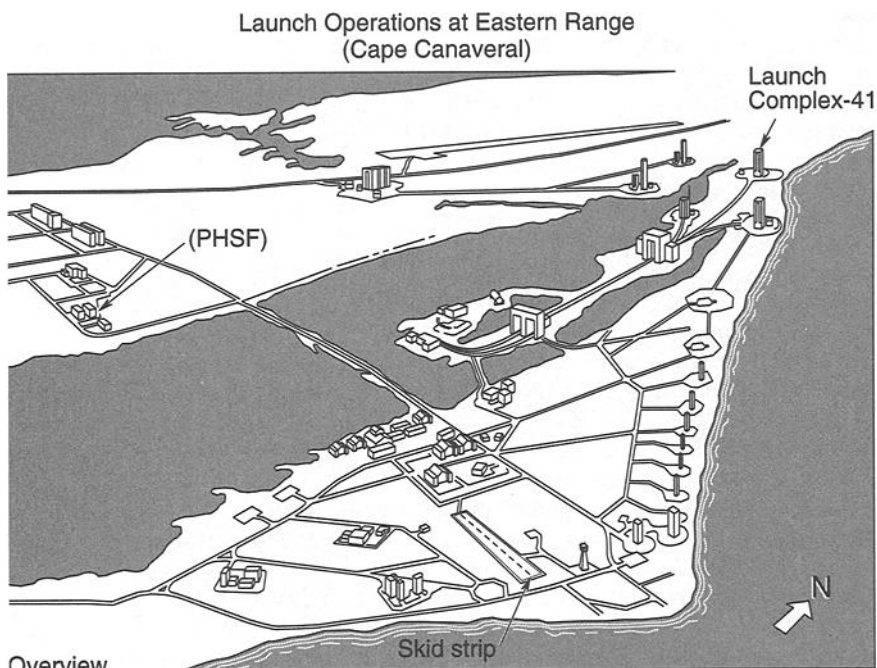 Launch Operations at Eastern Range
(Cape Canaveral)
Launch
Complex-41
(PHSF)
N
Skid strip
Overview